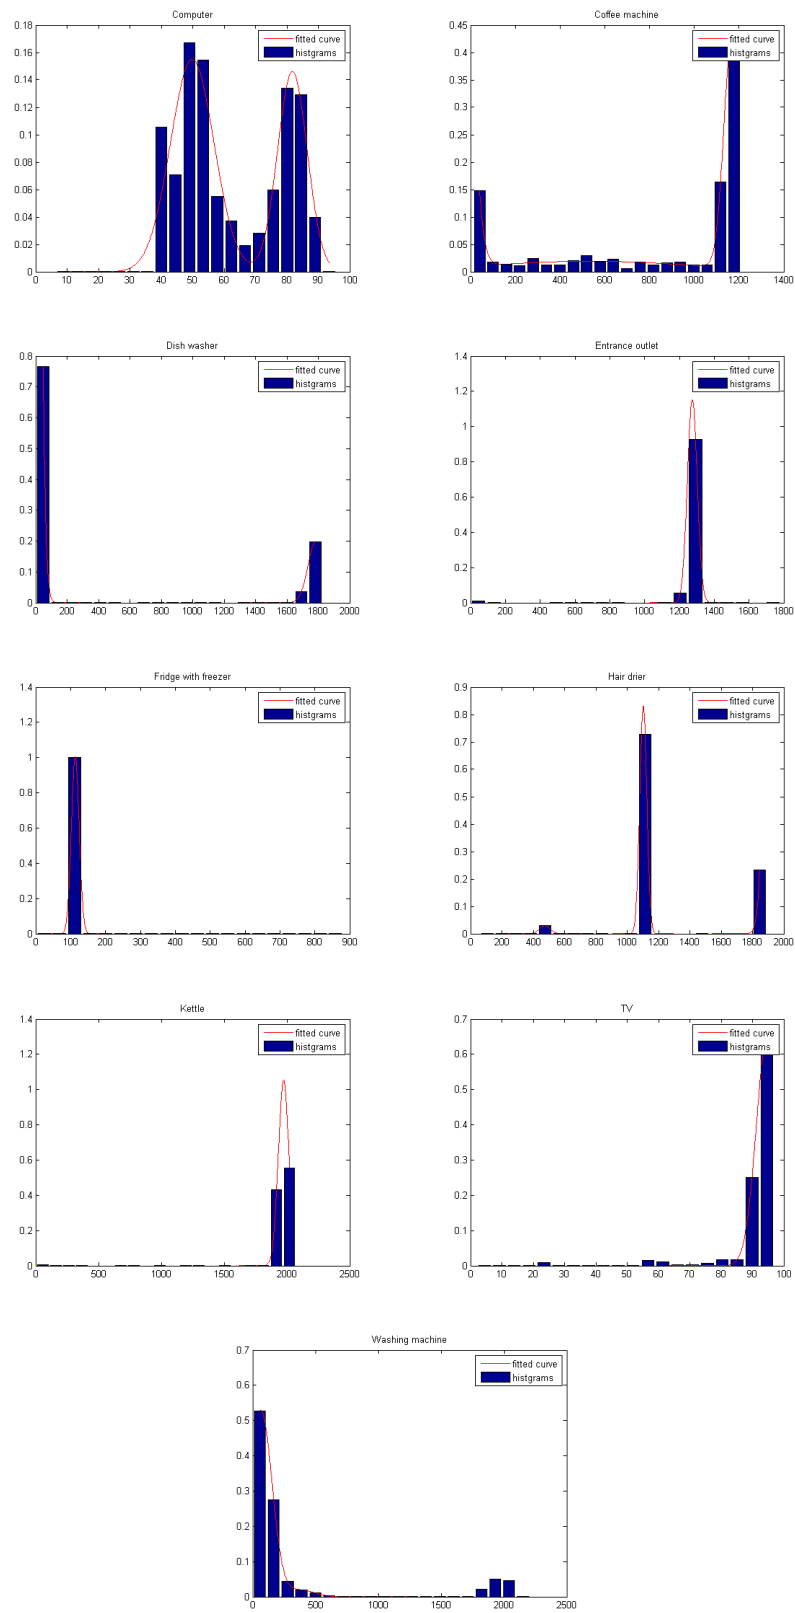 Computer
fitted curve
histgrams
0.18
0.16
0.14
0.12
0.1
0.08
0.06
0.04
0.02
0
0 10 20 30 40 50 60 70 80 90 100
Coffee machine
fitted curve
histgrams
0.45
0.4
0.35
0.3
0.25
0.2
0.15
0.1
0.05
0
0 200 400 600 800 1000 1200 1400
Dish washer
fitted curve
histgrams
0.8
0.7
0.6
0.5
0.4
0.3
0.2
0.1
0
0 200 400 600 800 1000 1200 1400 1600 1800 2000
Entrance outlet
fitted curve
histgrams
1.4
1.2
1
0.8
0.6
0.4
0.2
0
0 200 400 600 800 1000 1200 1400 1600 1800
Fridge with freezer
fitted curve
histgrams
1.4
1.2
1
0.8
0.6
0.4
0.2
0
0 100 200 300 400 500 600 700 800 900
Hair drier
fitted curve
histgrams
0.9
0.8
0.7
0.6
0.5
0.4
0.3
0.2
0.1
0
0 200 400 600 800 1000 1200 1400 1600 1800 2000
Kettle
fitted curve
histgrams
1.4
1.2
1
0.8
0.6
0.4
0.2
0
0 500 1000 1500 2000 2500
TV
fitted curve
histgrams
0.7
0.6
0.5
0.4
0.3
0.2
0.1
0
0 10 20 30 40 50 60 70 80 90 100
Washing machine
fitted curve
histgrams
0.7
0.6
0.5
0.4
0.3
0.2
0.1
0
0 500 1000 1500 2000 2500